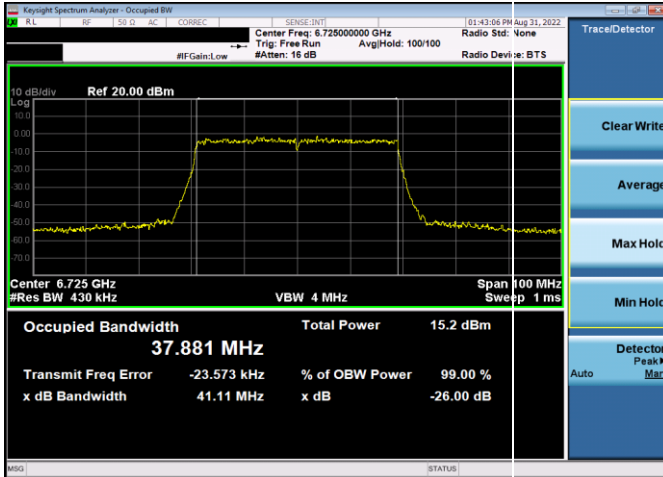 Keysight Spectrum Analyzer - Occupied BW
RL RF 50 Ω AC CORREC SENSE:INT 01:43:06 PM Aug 31, 2022
Center Freq: 6.725000000 GHz Radio Std: None Trace/Detector
Trig: Free Run Avg|Hold: 100/100
#IFGain:Low #Atten: 16 dB Radio Device: BTS
10 dB/div Ref 20.00 dBm
Log
10.0
0.00
-10.0
-20.0
-30.0
-40.0
-50.0
-60.0
-70.0
Center 6.725 GHz Span 100 MHz
#Res BW 430 kHz VBW 4 MHz Sweep 1 ms
Occupied Bandwidth Total Power 15.2 dBm
37.881 MHz
Transmit Freq Error -23.573 kHz % of OBW Power 99.00 %
x dB Bandwidth 41.11 MHz x dB -26.00 dB
Clear Write
Average
Max Hold
Min Hold
Detector
Peak
Auto Man
MSG STATUS